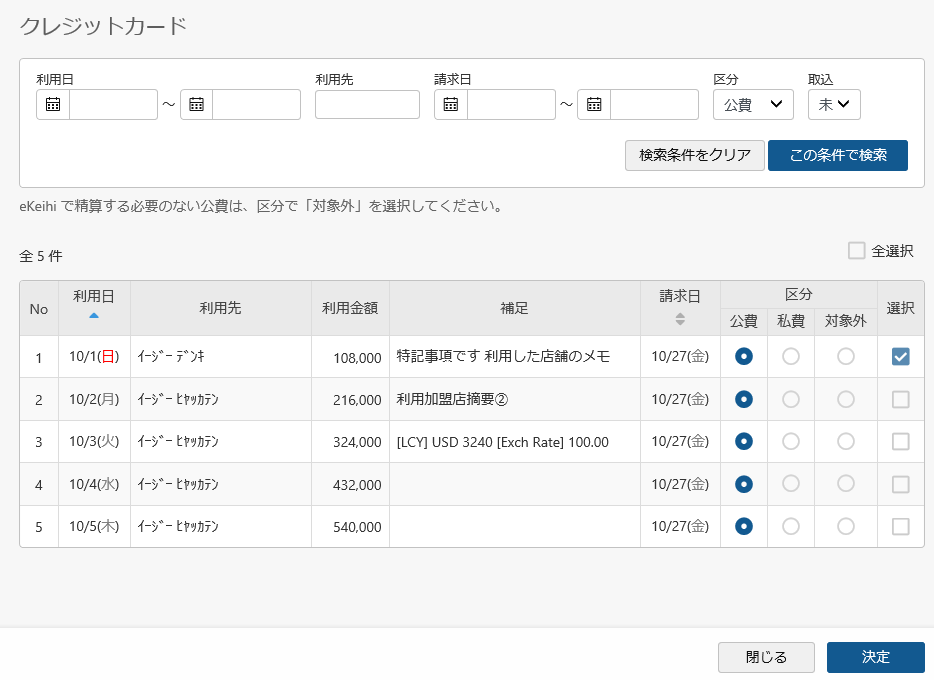 クレジットカード
利用日 利用先 請求日 区分 取込
～ ～ 公費 未
検索条件をクリア この条件で検索
eKeihi で精算する必要のない公費は、区分で「対象外」を選択してください。
全 5 件 全選択
No 利用日 利用先 利用金額 補足 請求日 区分 選択
公費 私費 対象外
1 10/1(日) ｲｰｼﾞｰ ﾃﾞﾝｷ 108,000 特記事項です 利用した店舗のメモ 10/27(金)
2 10/2(月) ｲｰｼﾞｰ ﾋﾔｯｶﾃﾝ 216,000 利用加盟店摘要② 10/27(金)
3 10/3(火) ｲｰｼﾞｰ ﾋﾔｯｶﾃﾝ 324,000 [LCY] USD 3240 [Exch Rate] 100.00 10/27(金)
4 10/4(水) ｲｰｼﾞｰ ﾋﾔｯｶﾃﾝ 432,000 10/27(金)
5 10/5(木) ｲｰｼﾞｰ ﾋﾔｯｶﾃﾝ 540,000 10/27(金)
閉じる 決定